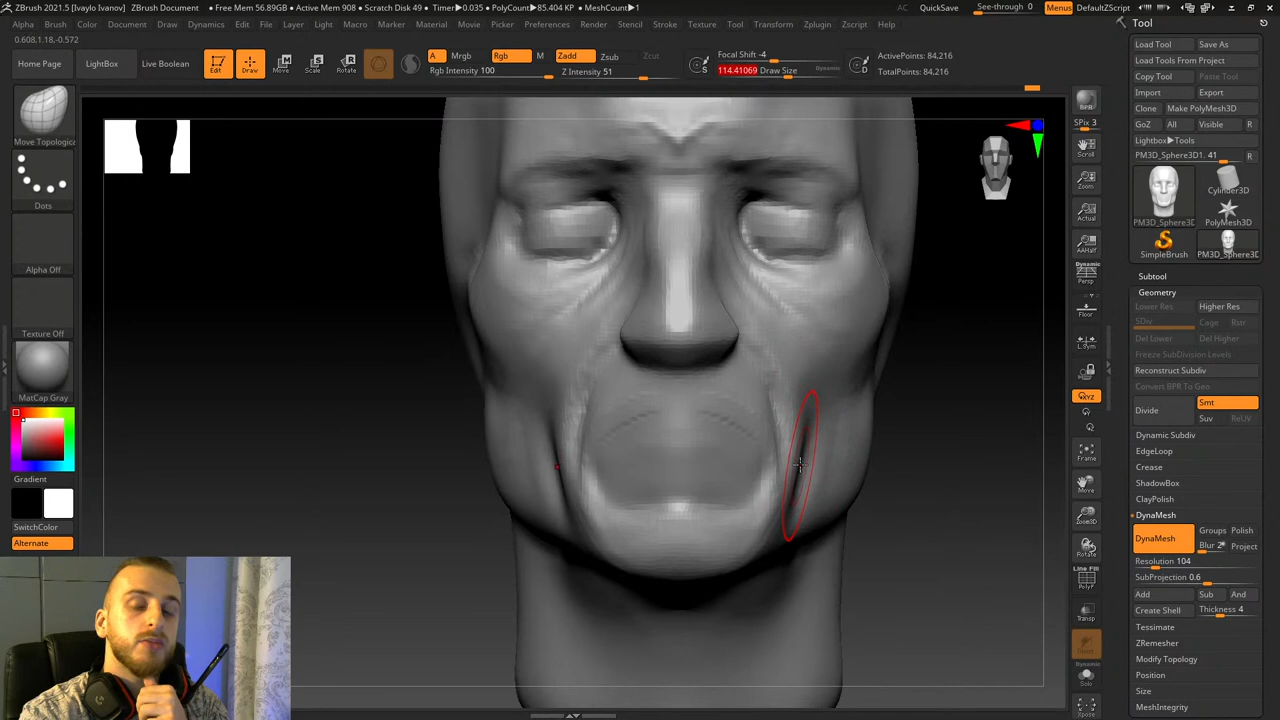 ZBrush 2021.5 [Ivaylo Ivanov] ZBrush Document • Free Mem 56.89GB • Active Mem 908 • Scratch Disk 49 • Timer▶0.035 • PolyCount▶85.404 KP • MeshCount▶1 AC QuickSave See-through 0 Menus DefaultZScript
Alpha Brush Color Document Draw Dynamics Edit File Layer Light Macro Marker Material Movie Picker Preferences Render Stencil Stroke Texture Tool Transform Zplugin Zscript Help
0.608,1.18,-0.572
Home Page
LightBox
Live Boolean
Edit
Draw
Move
Scale
Rotate
A Mrgb Rgb M Zadd Zsub Zcut
Rgb Intensity 100
Z Intensity 51
Focal Shift -4
114.41069 Draw Size Dynamic
S
D
ActivePoints: 84,216
TotalPoints: 84,216
Move Topologica
Dots
Alpha Off
Texture Off
MatCap Gray
Gradient
SwitchColor
Alternate
BPR
SPix 3
Scroll
Zoom
Actual
AAHalf
Dynamic
Persp
Floor
L.Sym
XYZ
Frame
Move
Zoom3D
Rotate
Line Fill
PolyF
Transp
Dynamic
Solo
Xpose
Tool
Load Tool Save As
Load Tools From Project
Copy Tool Paste Tool
Import Export
Clone Make PolyMesh3D
GoZ All Visible R
Lightbox▶Tools
PM3D_Sphere3D1. 41 R
Cylinder3D
PM3D_Sphere3D PolyMesh3D
SimpleBrush PM3D_Sphere3D
Subtool
Geometry
Lower Res Higher Res
SDiv Cage Rstr
Del Lower Del Higher
Freeze SubDivision Levels
Reconstruct Subdiv
Convert BPR To Geo
Divide Smt
Suv ReUV
Dynamic Subdiv
EdgeLoop
Crease
ShadowBox
ClayPolish
DynaMesh
DynaMesh Groups Polish
Blur 2 Project
Resolution 104
SubProjection 0.6
Add Sub And
Create Shell Thickness 4
Tessimate
ZRemesher
Modify Topology
Position
Size
MeshIntegrity